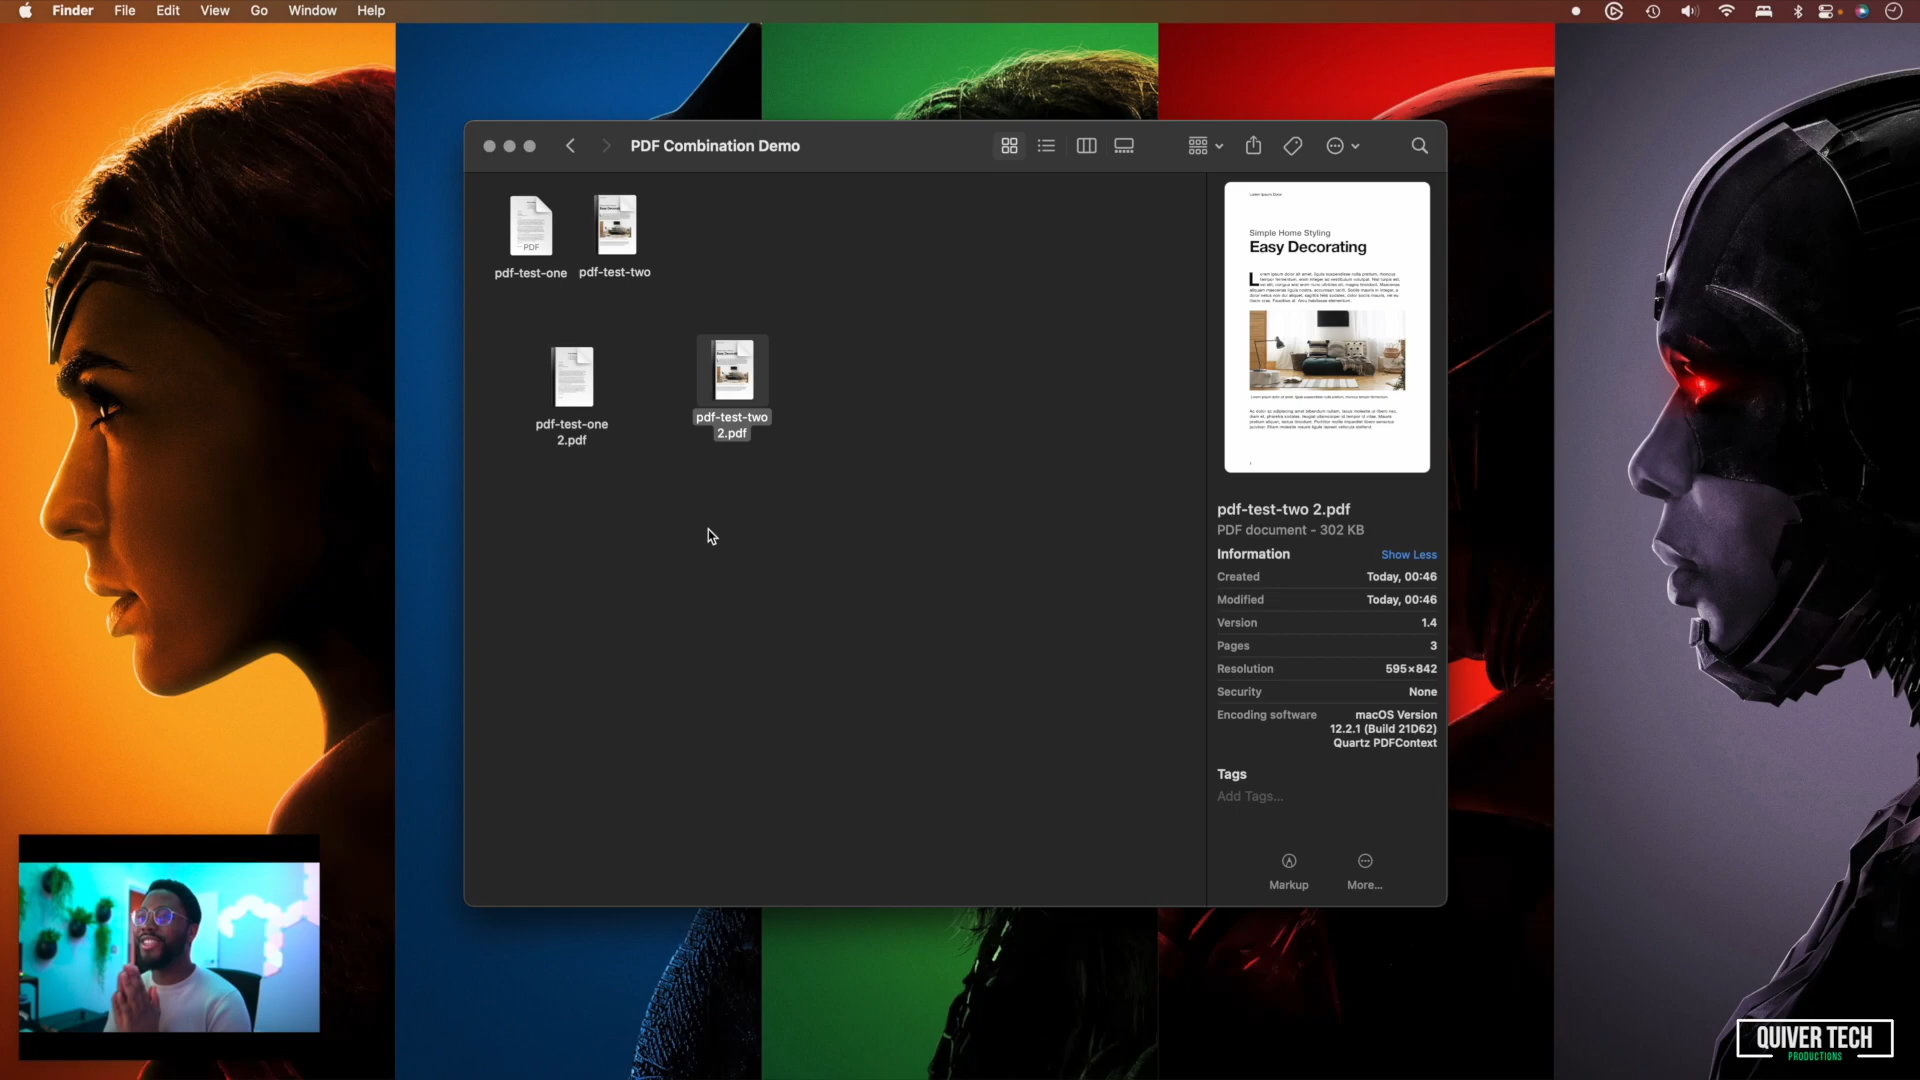 Finder File Edit View Go Window Help
PDF Combination Demo
PDF
pdf-test-one
pdf-test-two
pdf-test-one
2.pdf
pdf-test-two
2.pdf
Simple Home Styling
Easy Decorating
pdf-test-two 2.pdf
PDF document - 302 KB
Information Show Less
Created Today, 00:46
Modified Today, 00:46
Version 1.4
Pages 3
Resolution 595×842
Security None
Encoding software macOS Version
12.2.1 (Build 21D62)
Quartz PDFContext
Tags
Add Tags...
Markup More...
QUIVER TECH
PRODUCTIONS